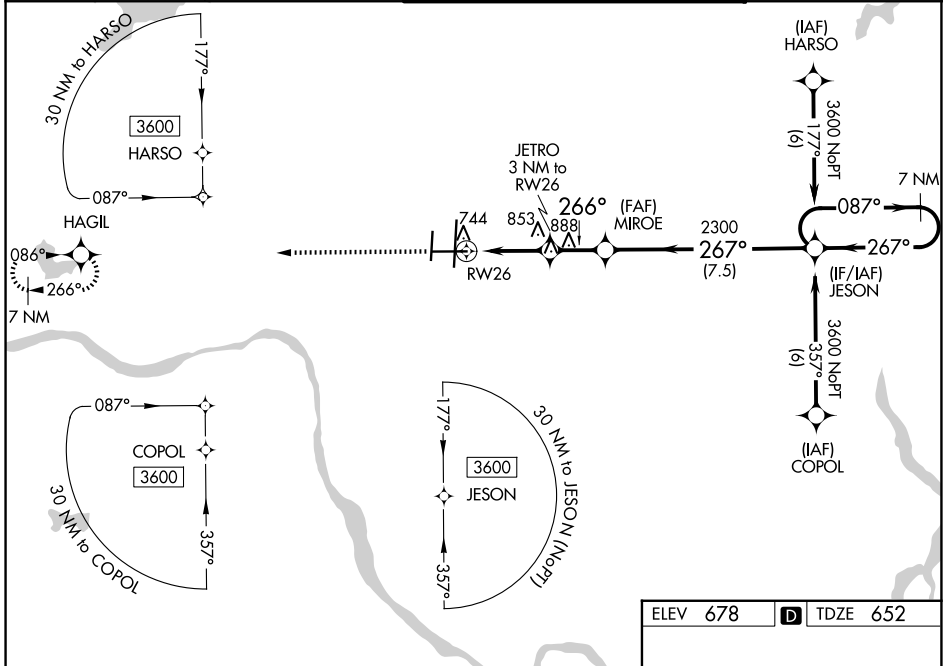 30 NM to HARSO
177°
3600
HARSO
087°
HAGIL
086°
266°
7 NM
744
RW26
853
888
JETRO
3 NM to
RW26
266°
(FAF)
MIROE
2300
267°
(7.5)
(IAF)
HARSO
3600 NoPT
177°
(6)
7 NM
087°
267°
(IF/IAF)
JESON
3600 NoPT
357°
(6)
(IAF)
COPOL
087°
COPOL
3600
357°
30 NM to COPOL
177°
3600
JESON
357°
30 NM to JESON (NoPT)
ELEV 678 D TDZE 652